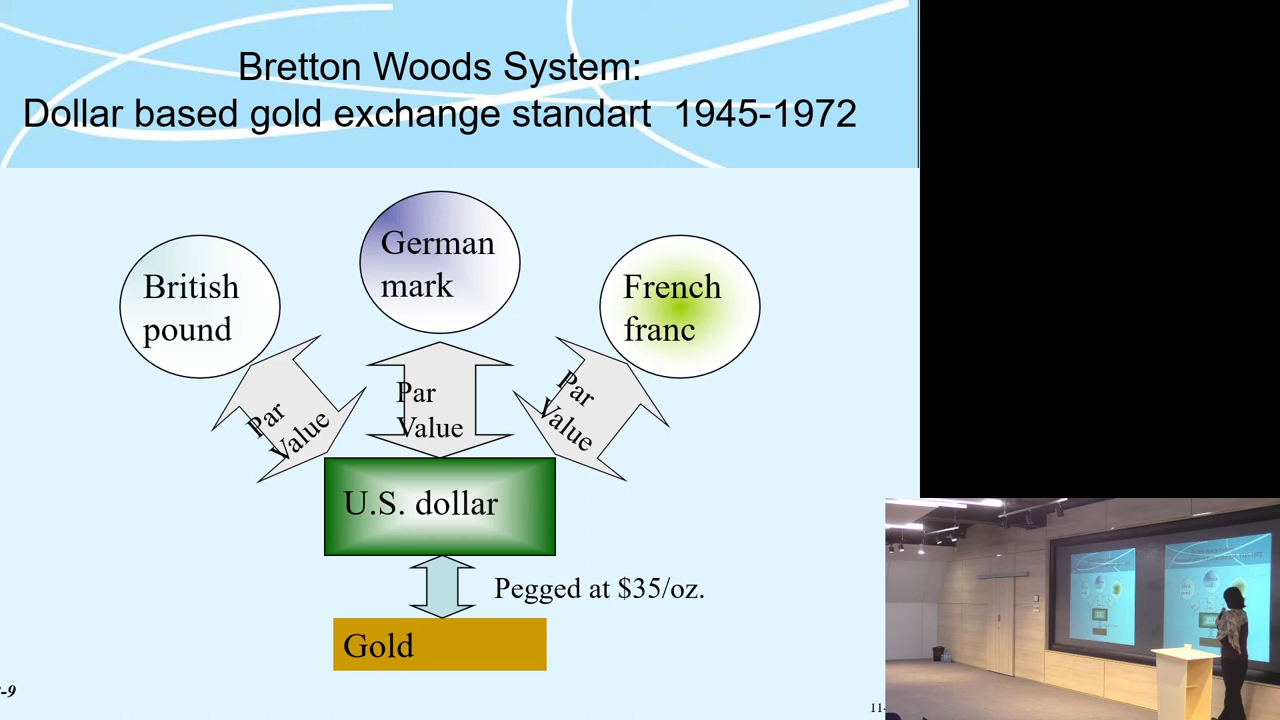 Bretton Woods System:
Dollar based gold exchange standart 1945-1972
German
mark
British
pound
French
franc
Par
Value
Par
Value
Par
Value
U.S. dollar
Pegged at $35/oz.
Gold
-9
11-